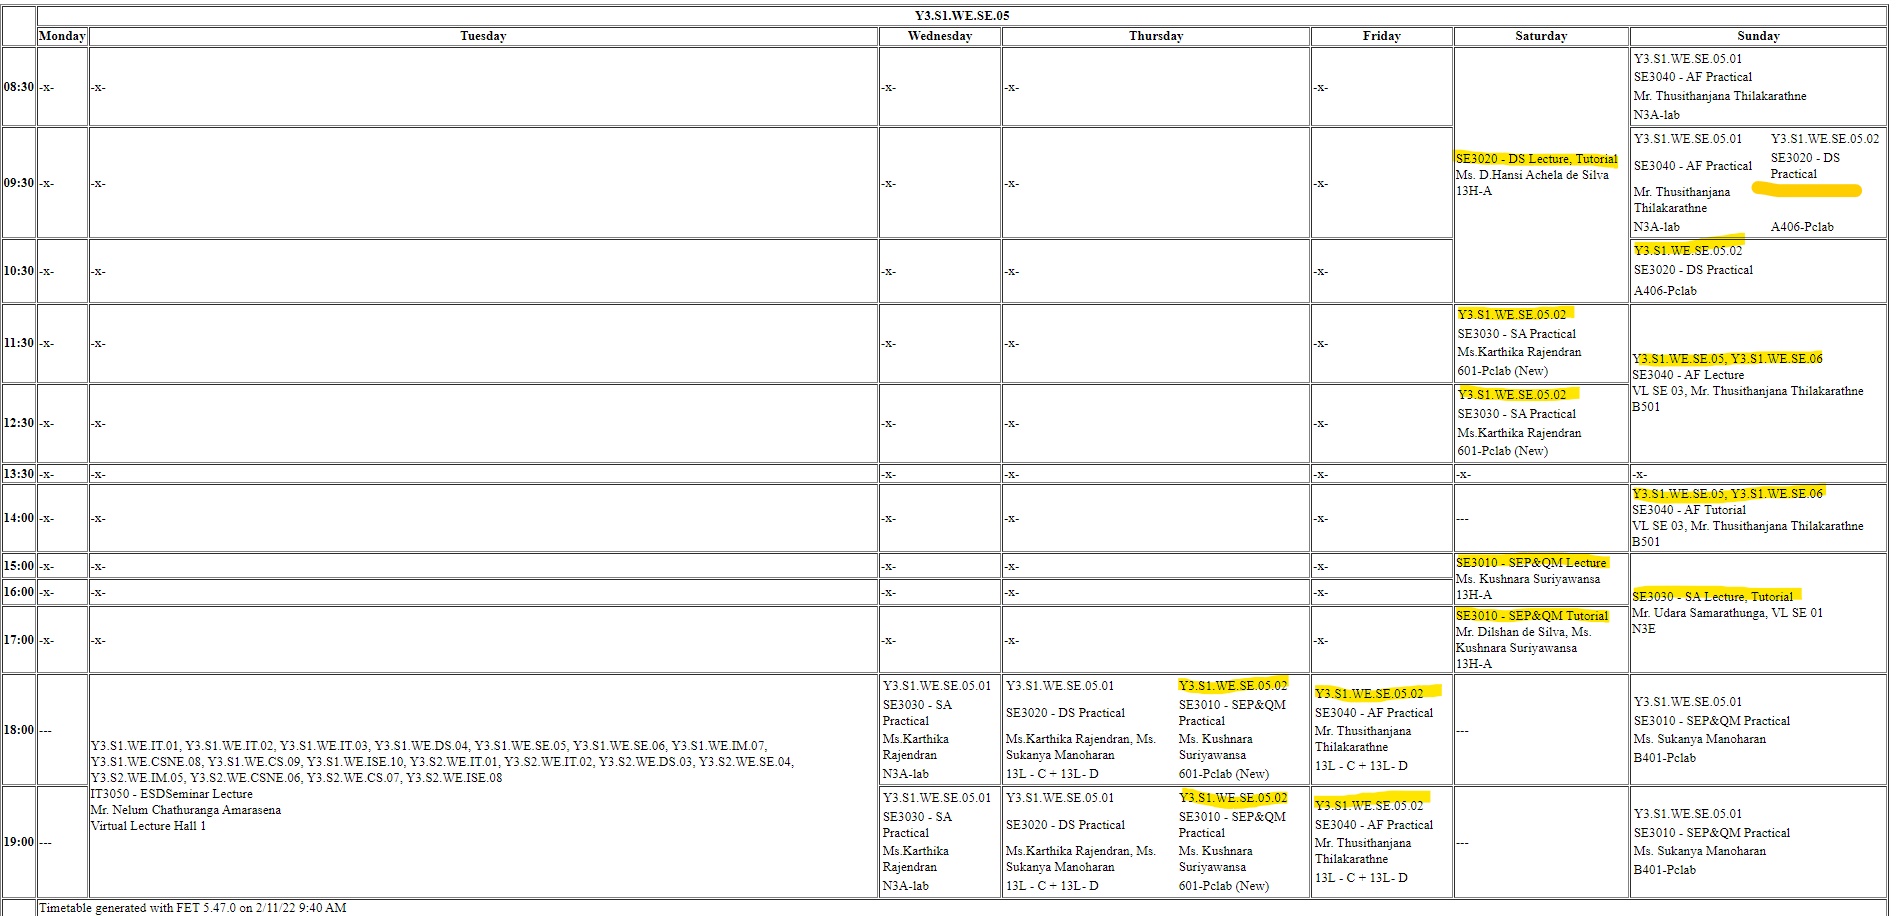 Y3.S1.WE.SE.05
Monday Tuesday Wednesday Thursday Friday Saturday Sunday
08:30 -x- -x- -x- -x- -x-
SE3020 - DS Lecture, Tutorial
Ms. D.Hansi Achela de Silva
13H-A
Y3.S1.WE.SE.05.01
SE3040 - AF Practical
Mr. Thusithanjana Thilakarathne
N3A-lab
09:30 -x- -x- -x- -x- -x-
Y3.S1.WE.SE.05.01 Y3.S1.WE.SE.05.02
SE3040 - AF Practical
SE3020 - DS
Practical
Mr. Thusithanjana
Thilakarathne
N3A-lab A406-Pclab
10:30 -x- -x- -x- -x- -x-
Y3.S1.WE.SE.05.02
SE3020 - DS Practical
A406-Pclab
11:30 -x- -x- -x- -x- -x-
Y3.S1.WE.SE.05.02
SE3030 - SA Practical
Ms.Karthika Rajendran
601-Pclab (New)
Y3.S1.WE.SE.05, Y3.S1.WE.SE.06
SE3040 - AF Lecture
VL SE 03, Mr. Thusithanjana Thilakarathne
B501
12:30 -x- -x- -x- -x- -x-
Y3.S1.WE.SE.05.02
SE3030 - SA Practical
Ms.Karthika Rajendran
601-Pclab (New)
13:30 -x- -x- -x- -x- -x- -x- -x-
14:00 -x- -x- -x- -x- -x- ---
Y3.S1.WE.SE.05, Y3.S1.WE.SE.06
SE3040 - AF Tutorial
VL SE 03, Mr. Thusithanjana Thilakarathne
B501
15:00 -x- -x- -x- -x- -x-
SE3010 - SEP&QM Lecture
Ms. Kushnara Suriyawansa
13H-A
SE3030 - SA Lecture, Tutorial
Mr. Udara Samarathunga, VL SE 01
N3E
16:00 -x- -x- -x- -x- -x-
17:00 -x- -x- -x- -x- -x-
SE3010 - SEP&QM Tutorial
Mr. Dilshan de Silva, Ms.
Kushnara Suriyawansa
13H-A
18:00 ---
Y3.S1.WE.IT.01, Y3.S1.WE.IT.02, Y3.S1.WE.IT.03, Y3.S1.WE.DS.04, Y3.S1.WE.SE.05, Y3.S1.WE.SE.06, Y3.S1.WE.IM.07,
Y3.S1.WE.CSNE.08, Y3.S1.WE.CS.09, Y3.S1.WE.ISE.10, Y3.S2.WE.IT.01, Y3.S2.WE.IT.02, Y3.S2.WE.DS.03, Y3.S2.WE.SE.04,
Y3.S2.WE.IM.05, Y3.S2.WE.CSNE.06, Y3.S2.WE.CS.07, Y3.S2.WE.ISE.08
IT3050 - ESDSeminar Lecture
Mr. Nelum Chathuranga Amarasena
Virtual Lecture Hall 1
Y3.S1.WE.SE.05.01
SE3030 - SA
Practical
Ms.Karthika
Rajendran
N3A-lab
Y3.S1.WE.SE.05.01
SE3020 - DS Practical
Ms.Karthika Rajendran, Ms.
Sukanya Manoharan
13L - C + 13L- D
Y3.S1.WE.SE.05.02
SE3010 - SEP&QM
Practical
Ms. Kushnara
Suriyawansa
601-Pclab (New)
Y3.S1.WE.SE.05.02
SE3040 - AF Practical
Mr. Thusithanjana
Thilakarathne
13L - C + 13L- D
---
Y3.S1.WE.SE.05.01
SE3010 - SEP&QM Practical
Ms. Sukanya Manoharan
B401-Pclab
19:00 ---
Y3.S1.WE.SE.05.01
SE3030 - SA
Practical
Ms.Karthika
Rajendran
N3A-lab
Y3.S1.WE.SE.05.01
SE3020 - DS Practical
Ms.Karthika Rajendran, Ms.
Sukanya Manoharan
13L - C + 13L- D
Y3.S1.WE.SE.05.02
SE3010 - SEP&QM
Practical
Ms. Kushnara
Suriyawansa
601-Pclab (New)
Y3.S1.WE.SE.05.02
SE3040 - AF Practical
Mr. Thusithanjana
Thilakarathne
13L - C + 13L- D
---
Y3.S1.WE.SE.05.01
SE3010 - SEP&QM Practical
Ms. Sukanya Manoharan
B401-Pclab
Timetable generated with FET 5.47.0 on 2/11/22 9:40 AM